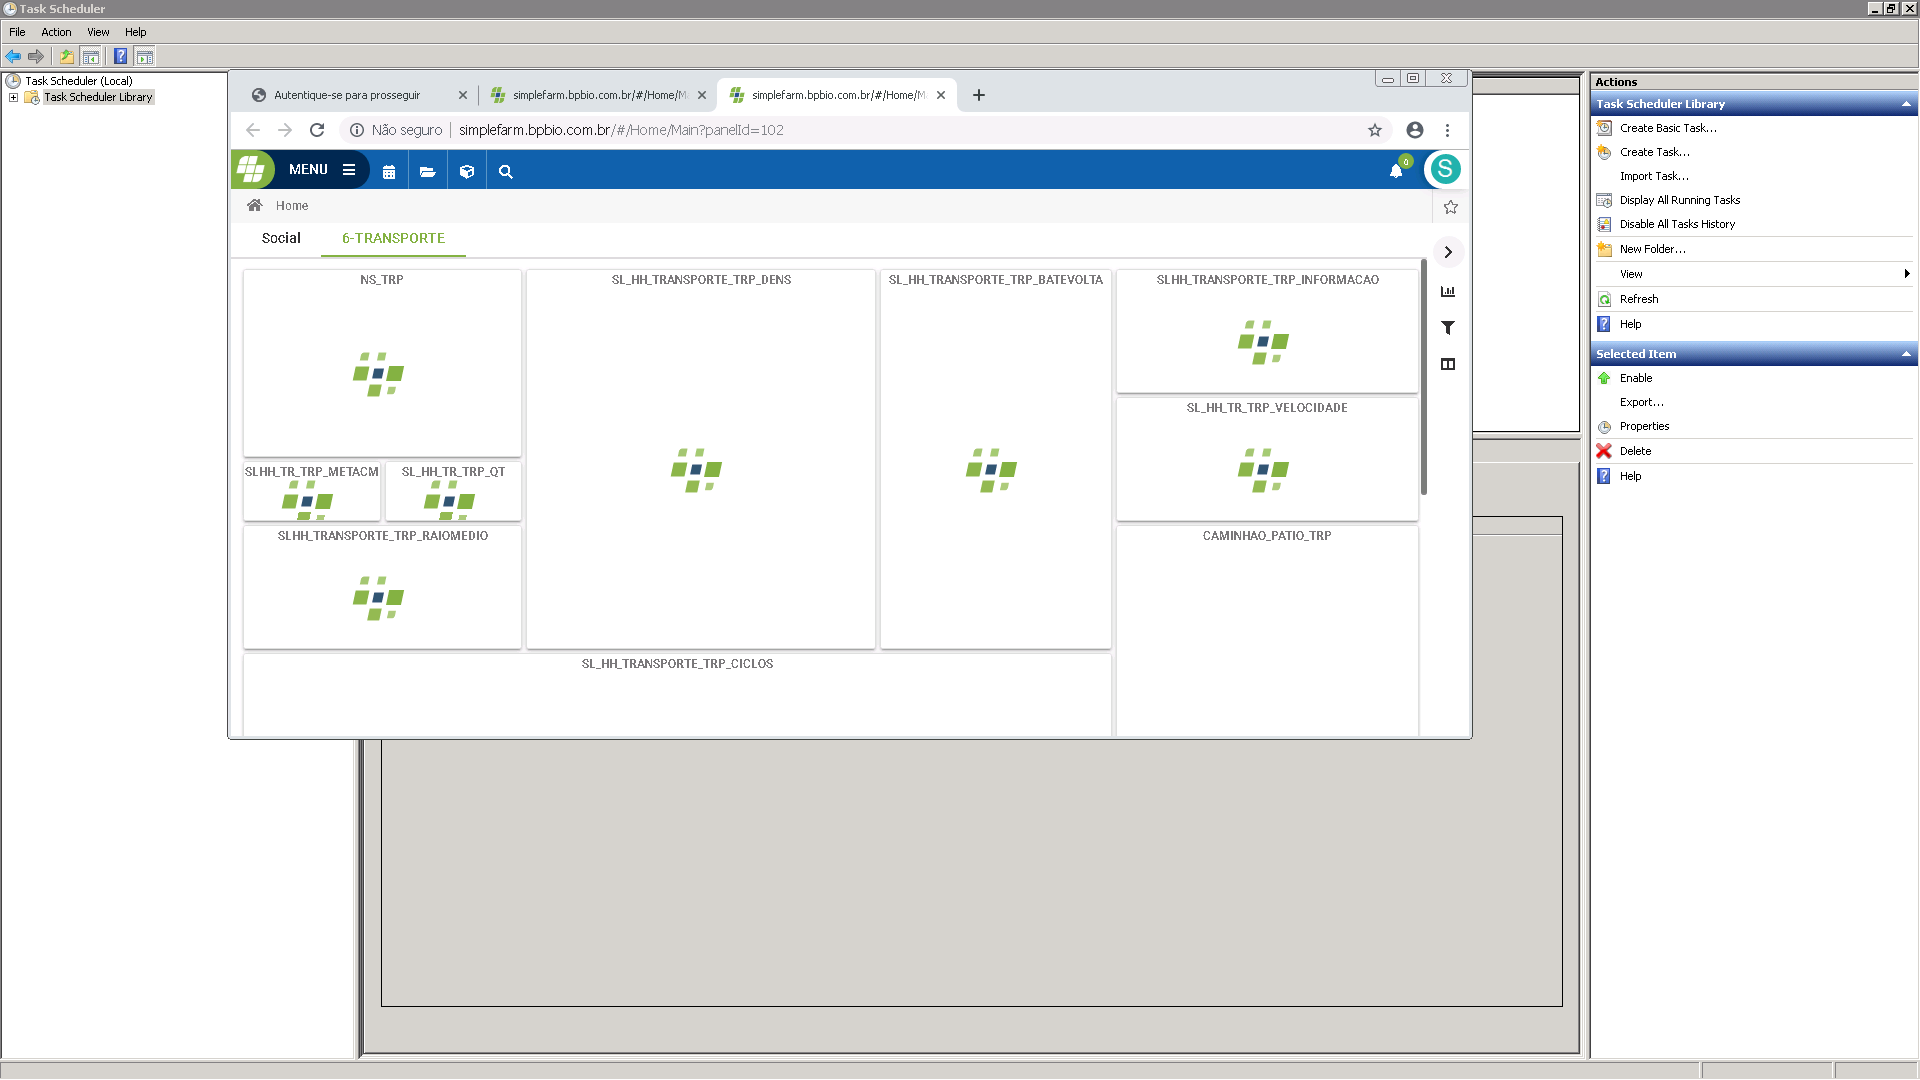 Task Scheduler
File Action View Help
Task Scheduler (Local)
Task Scheduler Library
Autentique-se para prosseguir
simplefarm.bpbio.com.br/#/Home/M
simplefarm.bpbio.com.br/#/Home/M
Não seguro simplefarm.bpbio.com.br/#/Home/Main?panelId=102
MENU
0
S
Home
Social 6-TRANSPORTE
NS_TRP
SL_HH_TRANSPORTE_TRP_DENS
SL_HH_TRANSPORTE_TRP_BATEVOLTA
SLHH_TRANSPORTE_TRP_INFORMACAO
SL_HH_TR_TRP_VELOCIDADE
SLHH_TR_TRP_METACM
SL_HH_TR_TRP_QT
SLHH_TRANSPORTE_TRP_RAIOMEDIO
CAMINHAO_PATIO_TRP
SL_HH_TRANSPORTE_TRP_CICLOS
Actions
Task Scheduler Library
Create Basic Task...
Create Task...
Import Task...
Display All Running Tasks
Disable All Tasks History
New Folder...
View
Refresh
Help
Selected Item
Enable
Export...
Properties
Delete
Help